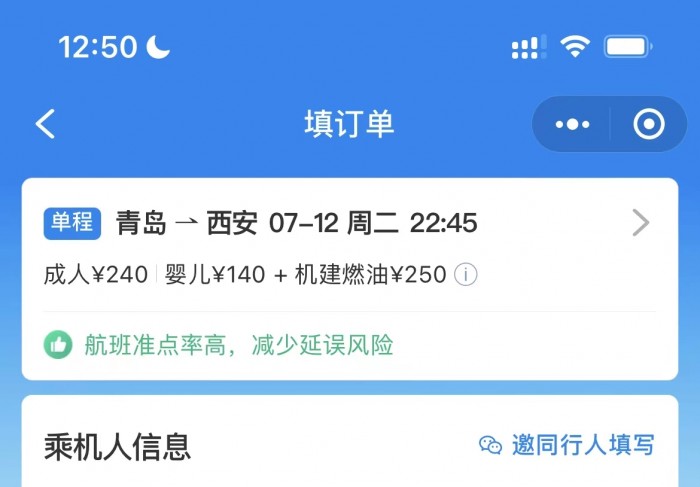 12:50
填订单
单程 青岛 → 西安 07-12 周二 22:45
成人¥240 婴儿¥140 + 机建燃油¥250
航班准点率高，减少延误风险
乘机人信息 邀同行人填写